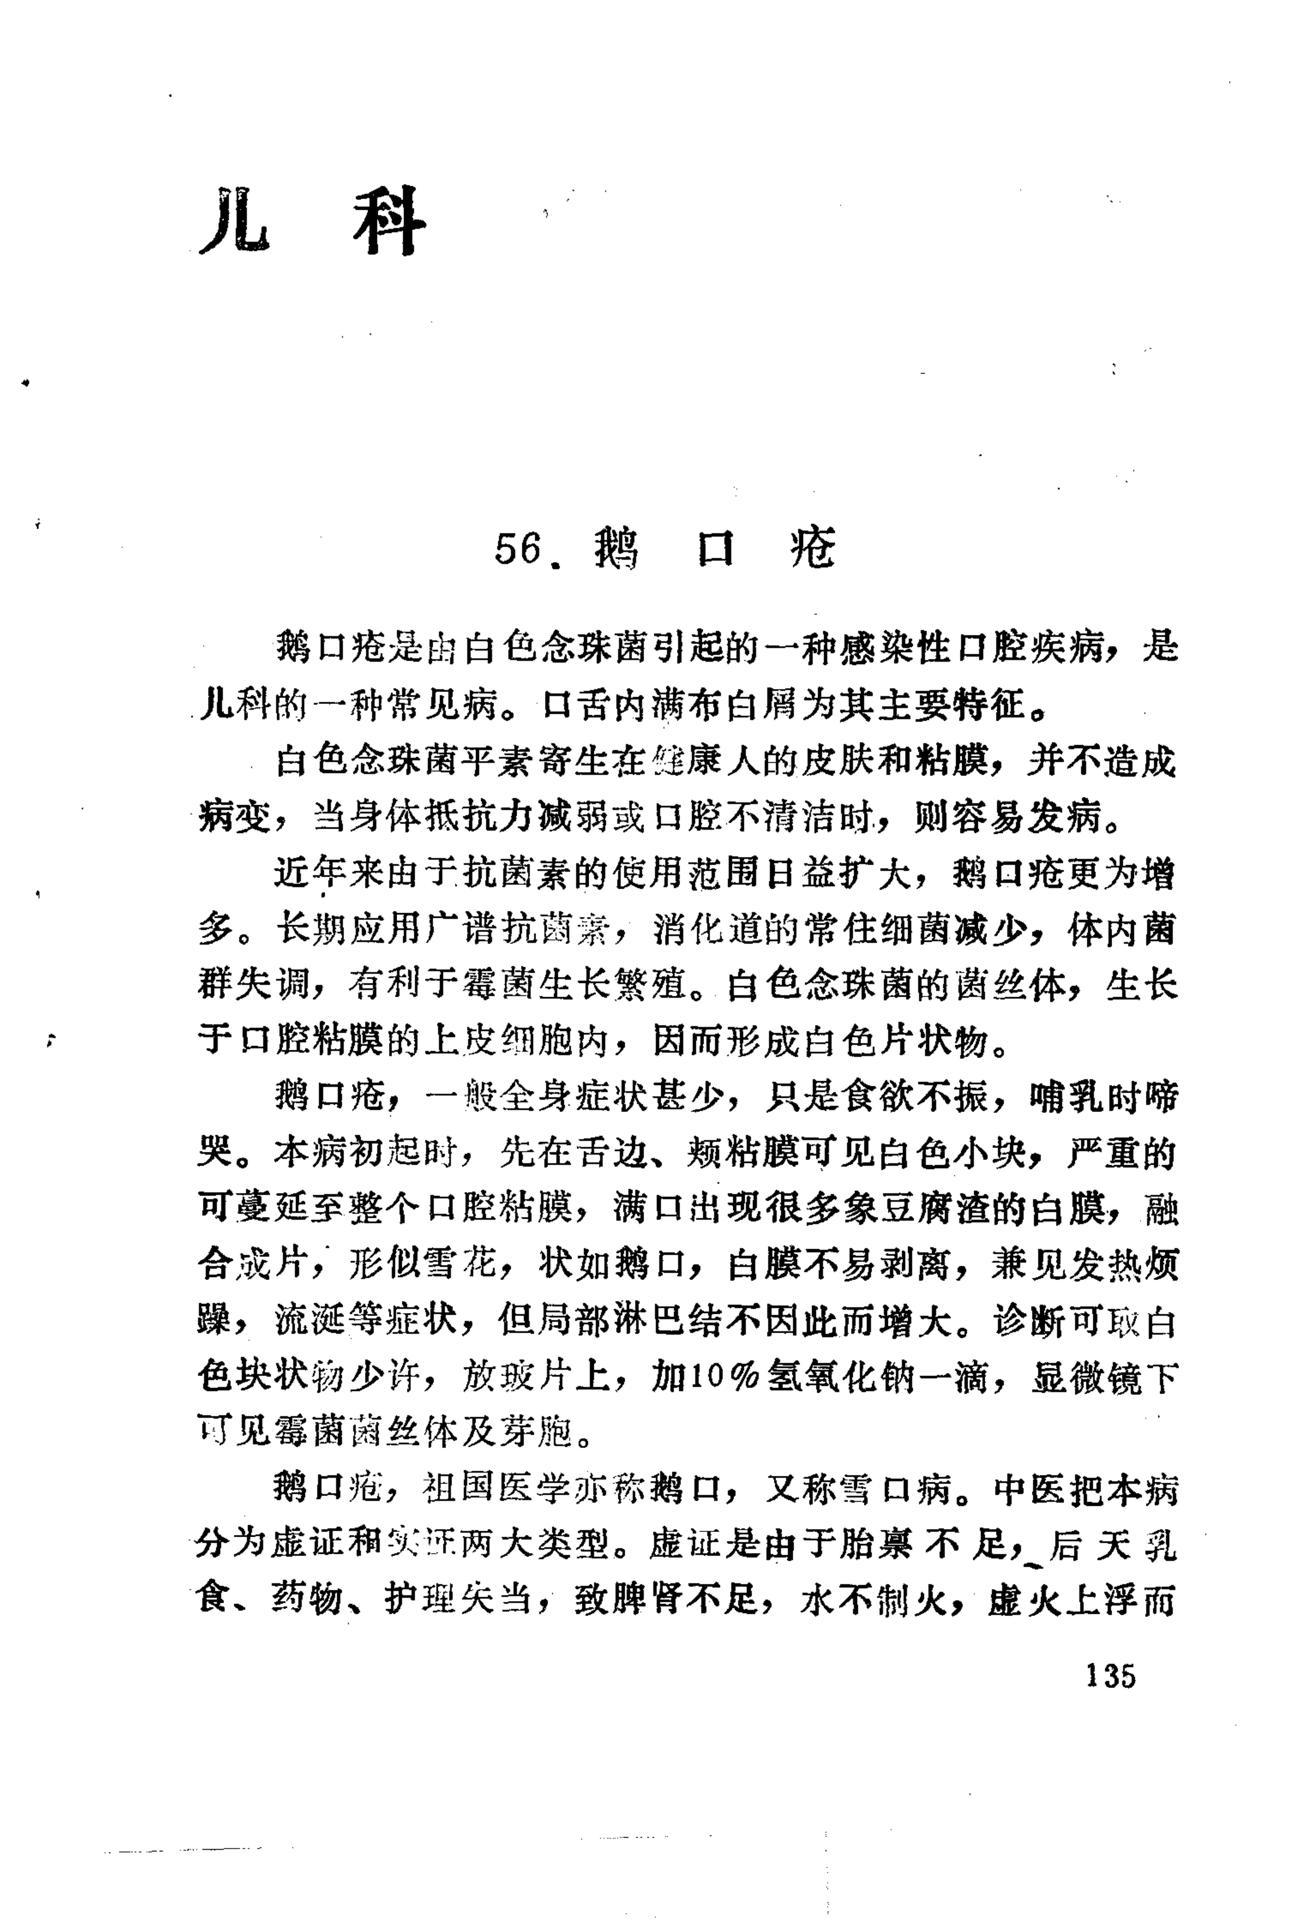 儿 科
56. 鹅 口 疮
鹅口疮是由白色念珠菌引起的一种感染性口腔疾病，是
儿科的一种常见病。口舌内满布白屑为其主要特征。
白色念珠菌平素寄生在健康人的皮肤和粘膜，并不造成
病变，当身体抵抗力减弱或口腔不清洁时，则容易发病。
近年来由于抗菌素的使用范围日益扩大，鹅口疮更为增
多。长期应用广谱抗菌素，消化道的常住细菌减少，体内菌
群失调，有利于霉菌生长繁殖。白色念珠菌的菌丝体，生长
于口腔粘膜的上皮细胞内，因而形成白色片状物。
鹅口疮，一般全身症状甚少，只是食欲不振，哺乳时啼
哭。本病初起时，先在舌边、颊粘膜可见白色小块，严重的
可蔓延至整个口腔粘膜，满口出现很多象豆腐渣的白膜，融
合成片，形似雪花，状如鹅口，白膜不易剥离，兼见发热烦
躁，流涎等症状，但局部淋巴结不因此而增大。诊断可取白
色块状物少许，放玻片上，加10%氢氧化钠一滴，显微镜下
可见霉菌菌丝体及芽胞。
鹅口疮，祖国医学亦称鹅口，又称雪口病。中医把本病
分为虚证和实证两大类型。虚证是由于胎禀不足，后天乳
食、药物、护理失当，致脾肾不足，水不制火，虚火上浮而
135